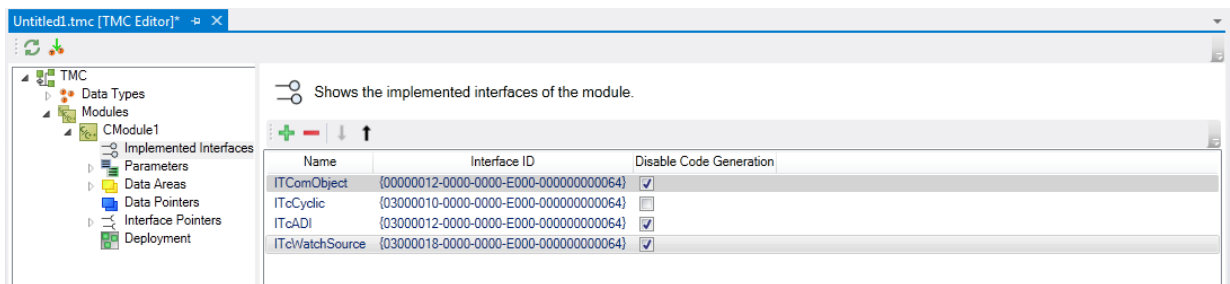 Untitled1.tmc [TMC Editor]*
TMC
Data Types
Modules
CModule1
Implemented Interfaces
Parameters
Data Areas
Data Pointers
Interface Pointers
Deployment
Shows the implemented interfaces of the module.
Name Interface ID Disable Code Generation
ITComObject {00000012-0000-0000-E000-000000000064}
ITcCyclic {03000010-0000-0000-E000-000000000064}
ITcADI {03000012-0000-0000-E000-000000000064}
ITcWatchSource {03000018-0000-0000-E000-000000000064}